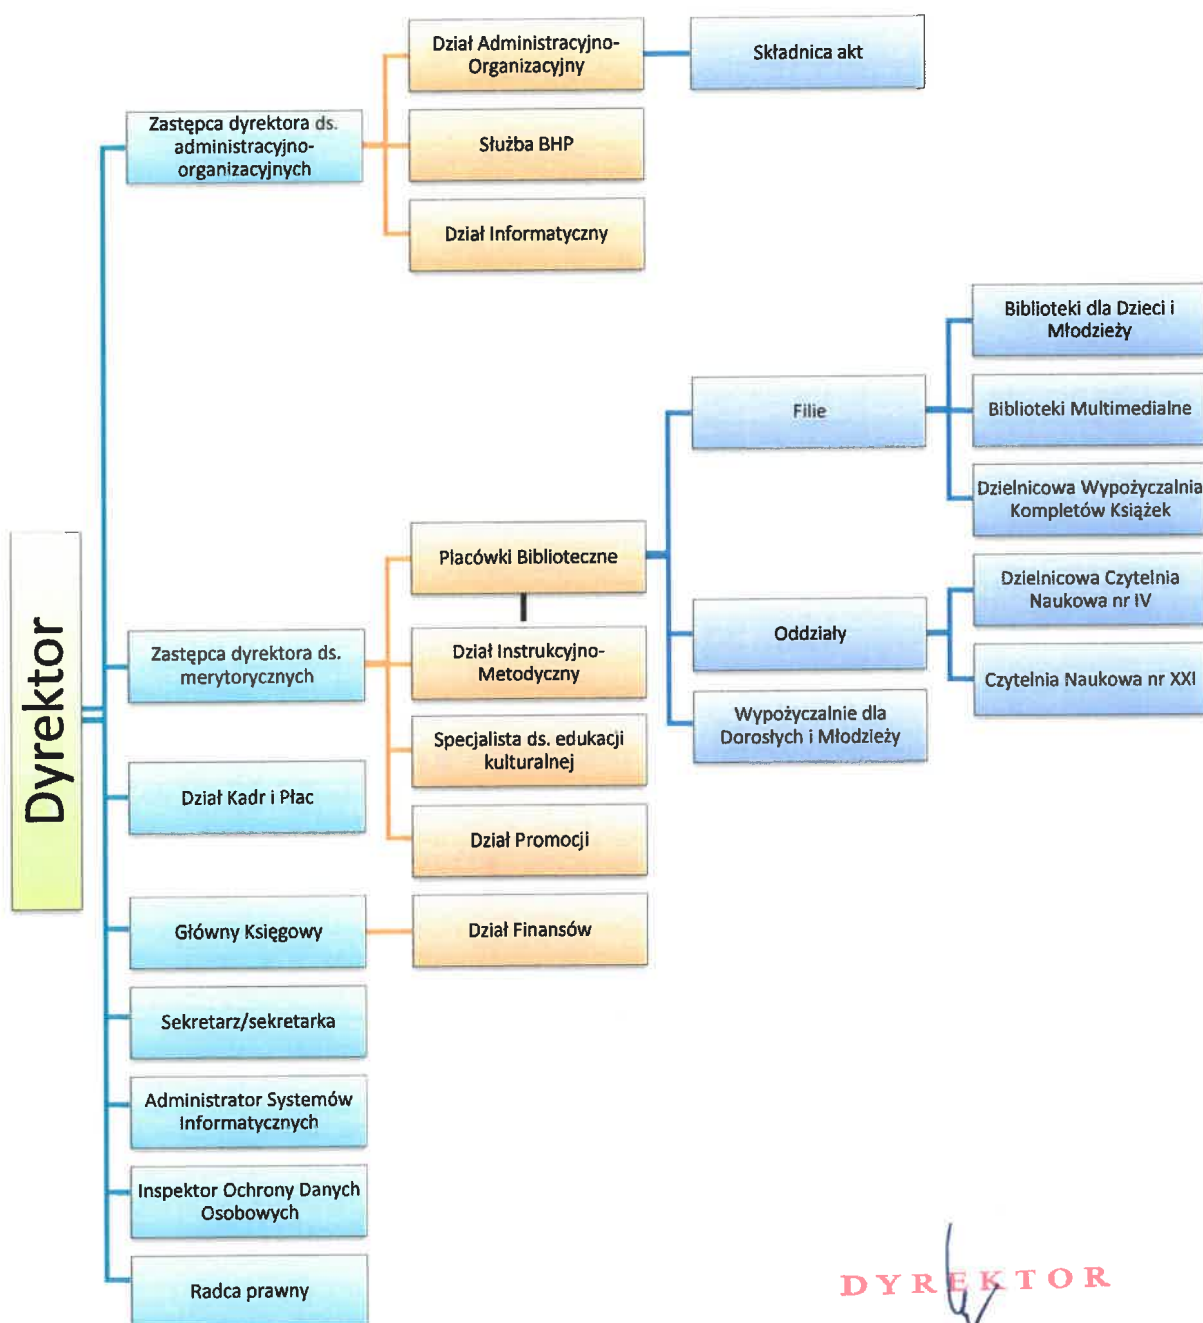 Dział Administracyjno-
Organizacyjny
Składnica akt
Zastępca dyrektora ds.
administracyjno-
organizacyjnych
Służba BHP
Dział Informatyczny
Biblioteki dla Dzieci i
Młodzieży
Filie
Biblioteki Multimedialne
Dzielnicowa Wypożyczalnia
Kompletów Książek
Placówki Biblioteczne
Dzielnicowa Czytelnia
Naukowa nr IV
Dyrektor
Zastępca dyrektora ds.
merytorycznych
Dział Instrukcyjno-
Metodyczny
Oddziały
Czytelnia Naukowa nr XXI
Wypożyczalnie dla
Dorosłych i Młodzieży
Specjalista ds. edukacji
kulturalnej
Dział Kadr i Płac
Dział Promocji
Główny Księgowy
Dział Finansów
Sekretarz/sekretarka
Administrator Systemów
Informatycznych
Inspektor Ochrony Danych
Osobowych
Radca prawny
DYREKTOR